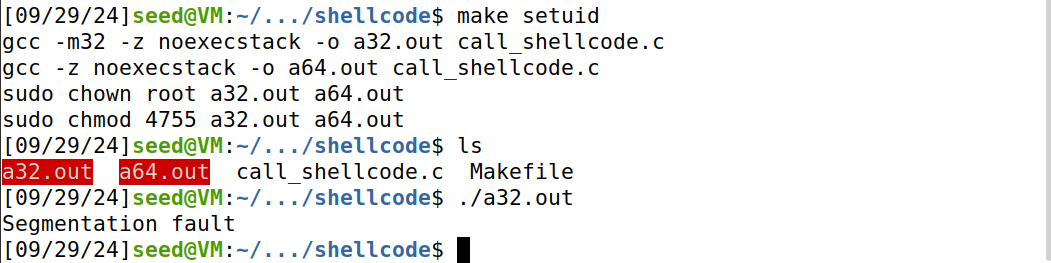 [09/29/24]seed@VM:~/.../shellcode$ make setuid
gcc -m32 -z noexecstack -o a32.out call_shellcode.c
gcc -z noexecstack -o a64.out call_shellcode.c
sudo chown root a32.out a64.out
sudo chmod 4755 a32.out a64.out
[09/29/24]seed@VM:~/.../shellcode$ ls
a32.out  a64.out  call_shellcode.c  Makefile
[09/29/24]seed@VM:~/.../shellcode$ ./a32.out
Segmentation fault
[09/29/24]seed@VM:~/.../shellcode$